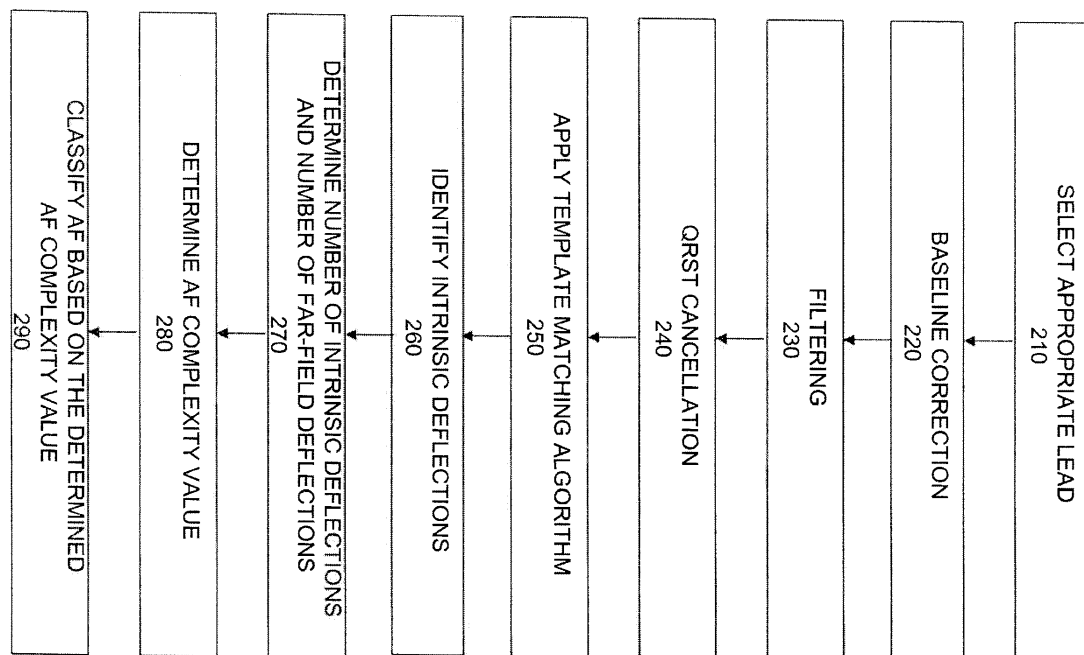 SELECT APPROPRIATE LEAD
210
BASELINE CORRECTION
220
FILTERING
230
QRST CANCELLATION
240
APPLY TEMPLATE MATCHING ALGORITHM
250
IDENTIFY INTRINSIC DEFLECTIONS
260
DETERMINE NUMBER OF INTRINSIC DEFLECTIONS
AND NUMBER OF FAR-FIELD DEFLECTIONS
270
DETERMINE AF COMPLEXITY VALUE
280
CLASSIFY AF BASED ON THE DETERMINED
AF COMPLEXITY VALUE
290